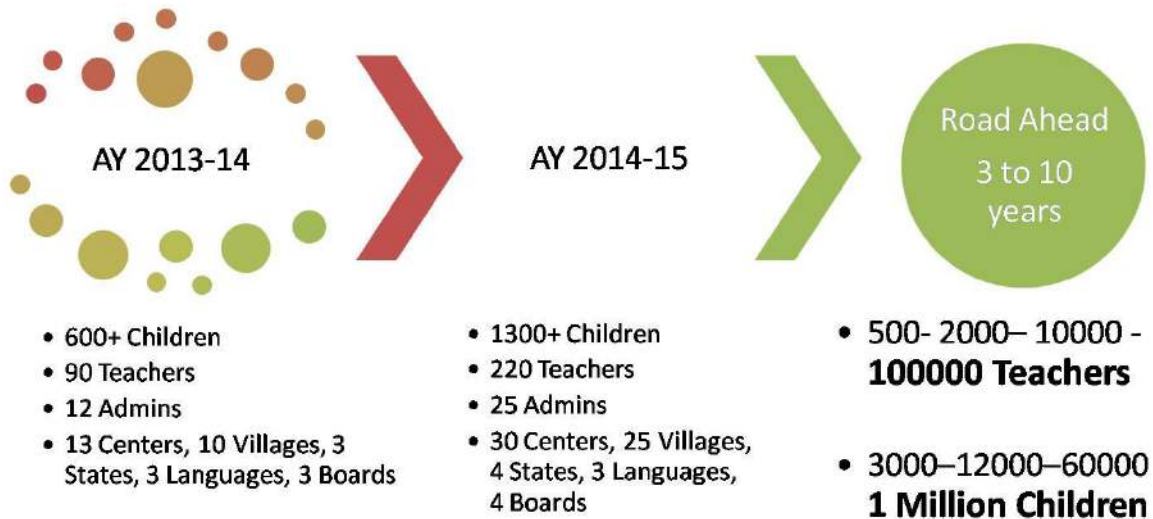 AY 2013-14
AY 2014-15
Road Ahead
3 to 10
years
• 600+ Children
• 90 Teachers
• 12 Admins
• 13 Centers, 10 Villages, 3
States, 3 Languages, 3 Boards
• 1300+ Children
• 220 Teachers
• 25 Admins
• 30 Centers, 25 Villages,
4 States, 3 Languages,
4 Boards
• 500- 2000– 10000 -
100000 Teachers
• 3000–12000–60000
1 Million Children